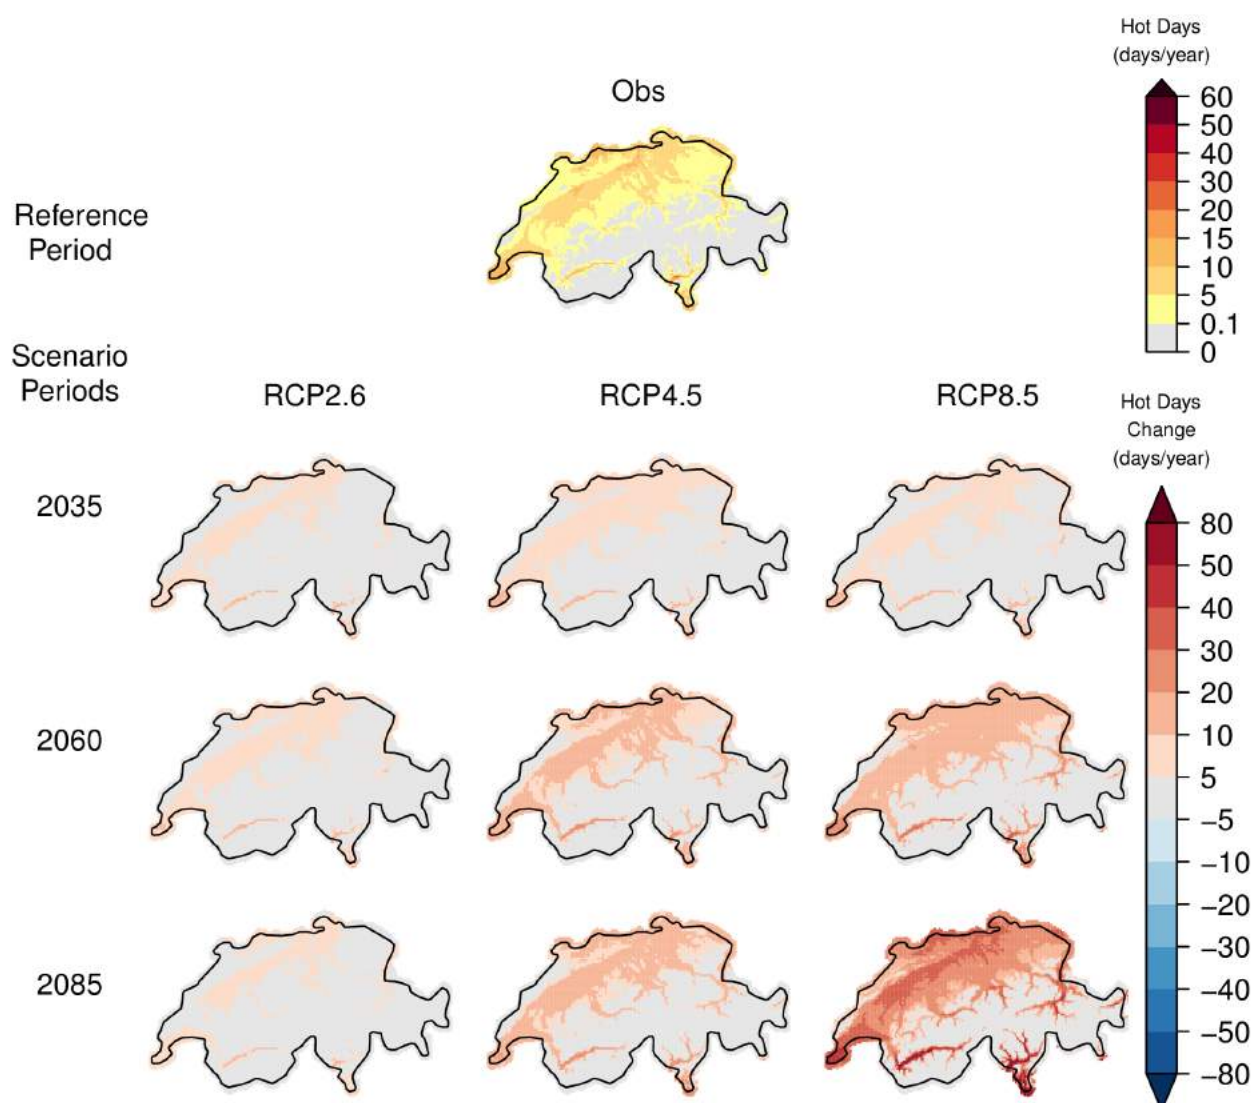 Hot Days
(days/year)
Obs
60
50
40
30
20
15
10
5
0.1
0
Reference
Period
Scenario
Periods
RCP2.6
RCP4.5
RCP8.5
Hot Days
Change
(days/year)
2035
2060
2085
80
50
40
30
20
10
5
−5
−10
−20
−30
−40
−50
−80